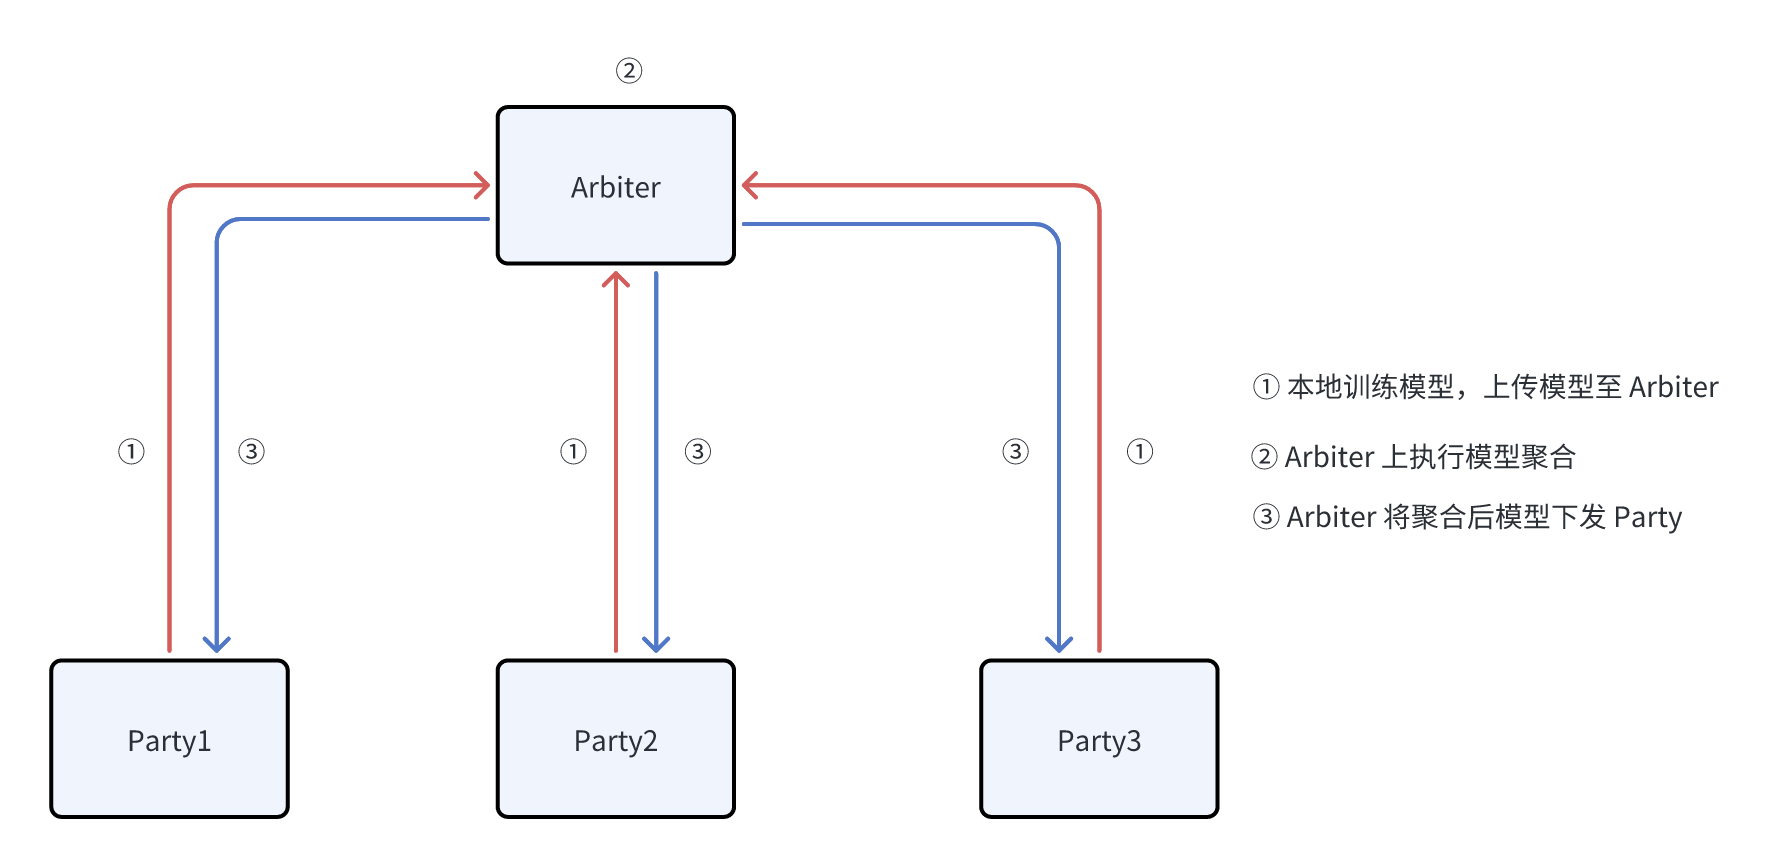 ②
Arbiter
① 本地训练模型，上传模型至 Arbiter
① ③ ① ③ ③ ①
② Arbiter 上执行模型聚合
③ Arbiter 将聚合后模型下发 Party
Party1
Party2
Party3